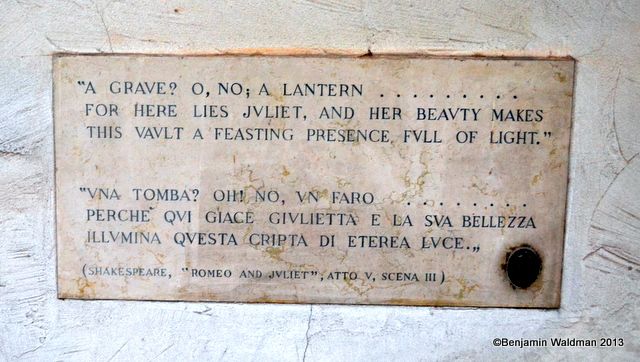 "A GRAVE? O, NO; A LANTERN . . . . . . . . . .
FOR HERE LIES JVLIET, AND HER BEAVTY MAKES
THIS VAVLT A FEASTING PRESENCE FVLL OF LIGHT."
"VNA TOMBA? OH! NO, VN FARO . . . . . . . . . .
PERCHE QVI GIACE GIVLIETTA E LA SVA BELLEZZA
ILLVMINA QVESTA CRIPTA DI ETEREA LVCE.„
(SHAKESPEARE, "ROMEO AND JVLIET", ATTO V, SCENA III)
©Benjamin Waldman 2013